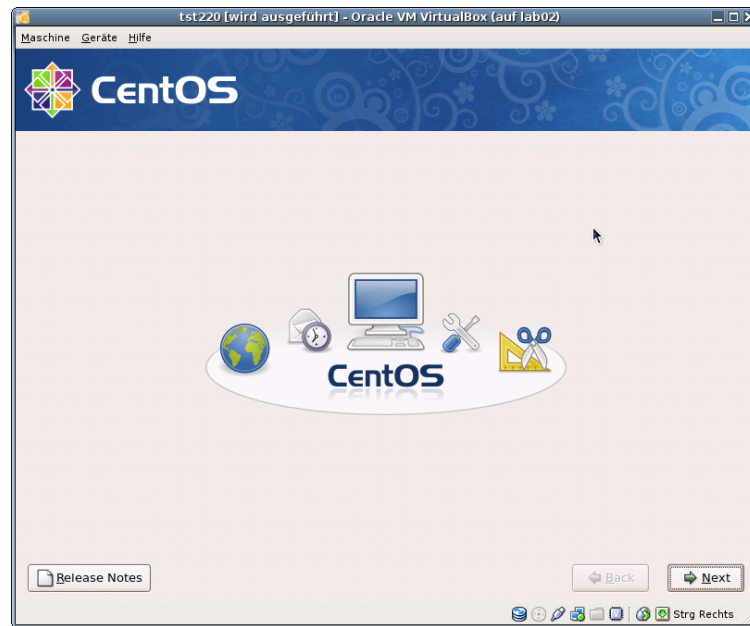 tst220 [wird ausgeführt] - Oracle VM VirtualBox (auf lab02)
Maschine Geräte Hilfe
CentOS
CentOS
Release Notes
Back
Next
Strg Rechts